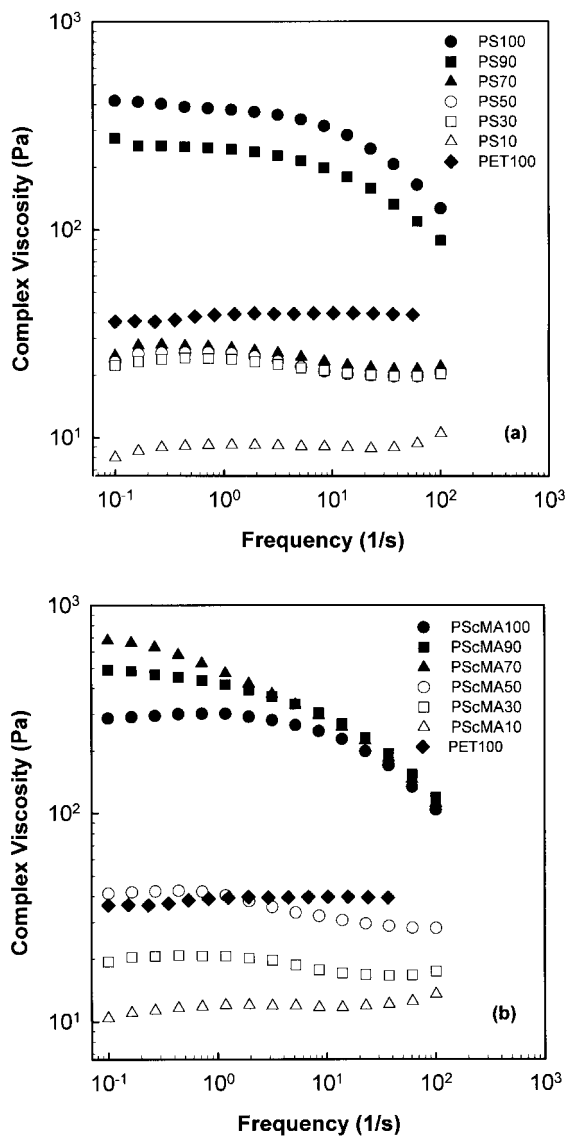 10³
PS100
PS90
PS70
PS50
PS30
PS10
PET100
Complex Viscosity (Pa)
10²
10¹
(a)
10⁻¹ 10⁰ 10¹ 10² 10³
Frequency (1/s)
10³
PScMA100
PScMA90
PScMA70
PScMA50
PScMA30
PScMA10
PET100
Complex Viscosity (Pa)
10²
10¹
(b)
10⁻¹ 10⁰ 10¹ 10² 10³
Frequency (1/s)